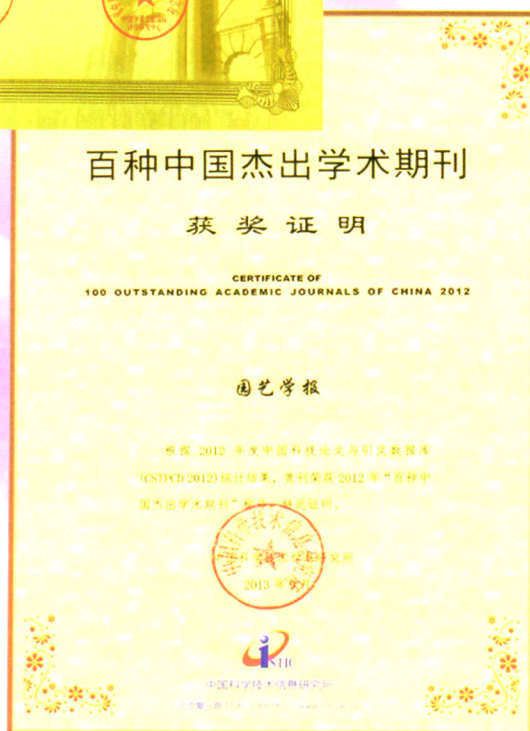 百种中国杰出学术期刊
获奖证明
CERTIFICATE OF
100 OUTSTANDING ACADEMIC JOURNALS OF CHINA 2012
园艺学报
根据 2012 年度中国科技论文与引文数据库
(CSTPCD 2012)统计结果，贵刊荣获 2012 年“百种中
国杰出学术期刊”称号，特此证明。
研究所
2013 年
ISTIC
中国科学技术信息研究所